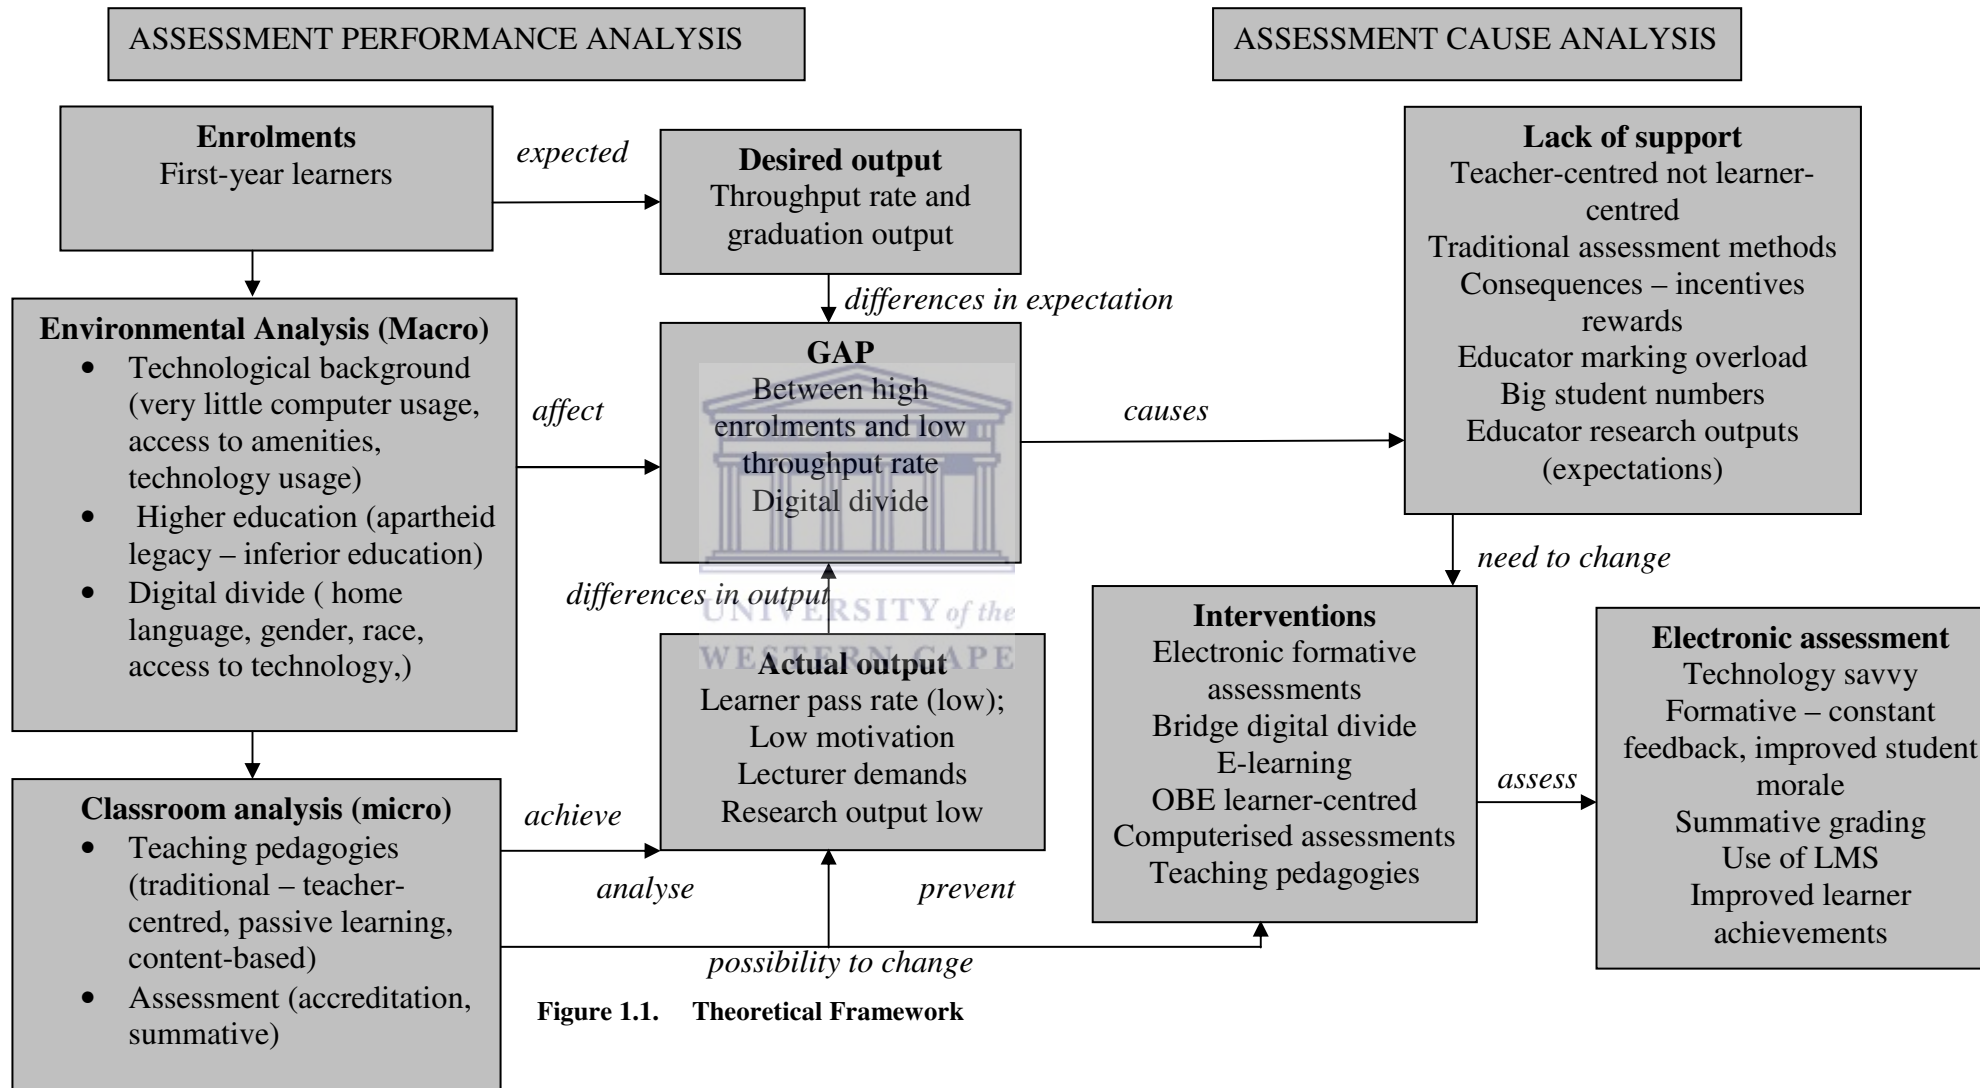 ASSESSMENT PERFORMANCE ANALYSIS
ASSESSMENT CAUSE ANALYSIS
Enrolments
First-year learners
expected
Desired output
Throughput rate and
graduation output
Lack of support
Teacher-centred not learner-
centred
Traditional assessment methods
Consequences – incentives
rewards
Educator marking overload
Big student numbers
Educator research outputs
(expectations)
differences in expectation
Environmental Analysis (Macro)
• Technological background
(very little computer usage,
access to amenities,
technology usage)
• Higher education (apartheid
legacy – inferior education)
• Digital divide ( home
language, gender, race,
access to technology,)
affect
GAP
Between high
enrolments and low
throughput rate
Digital divide
causes
need to change
differences in output
UNIVERSITY of the
WESTERN CAPE
Actual output
Learner pass rate (low);
Low motivation
Lecturer demands
Research output low
Interventions
Electronic formative
assessments
Bridge digital divide
E-learning
OBE learner-centred
Computerised assessments
Teaching pedagogies
assess
Electronic assessment
Technology savvy
Formative – constant
feedback, improved student
morale
Summative grading
Use of LMS
Improved learner
achievements
Classroom analysis (micro)
• Teaching pedagogies
(traditional – teacher-
centred, passive learning,
content-based)
• Assessment (accreditation,
summative)
achieve
analyse
prevent
possibility to change
Figure 1.1. Theoretical Framework